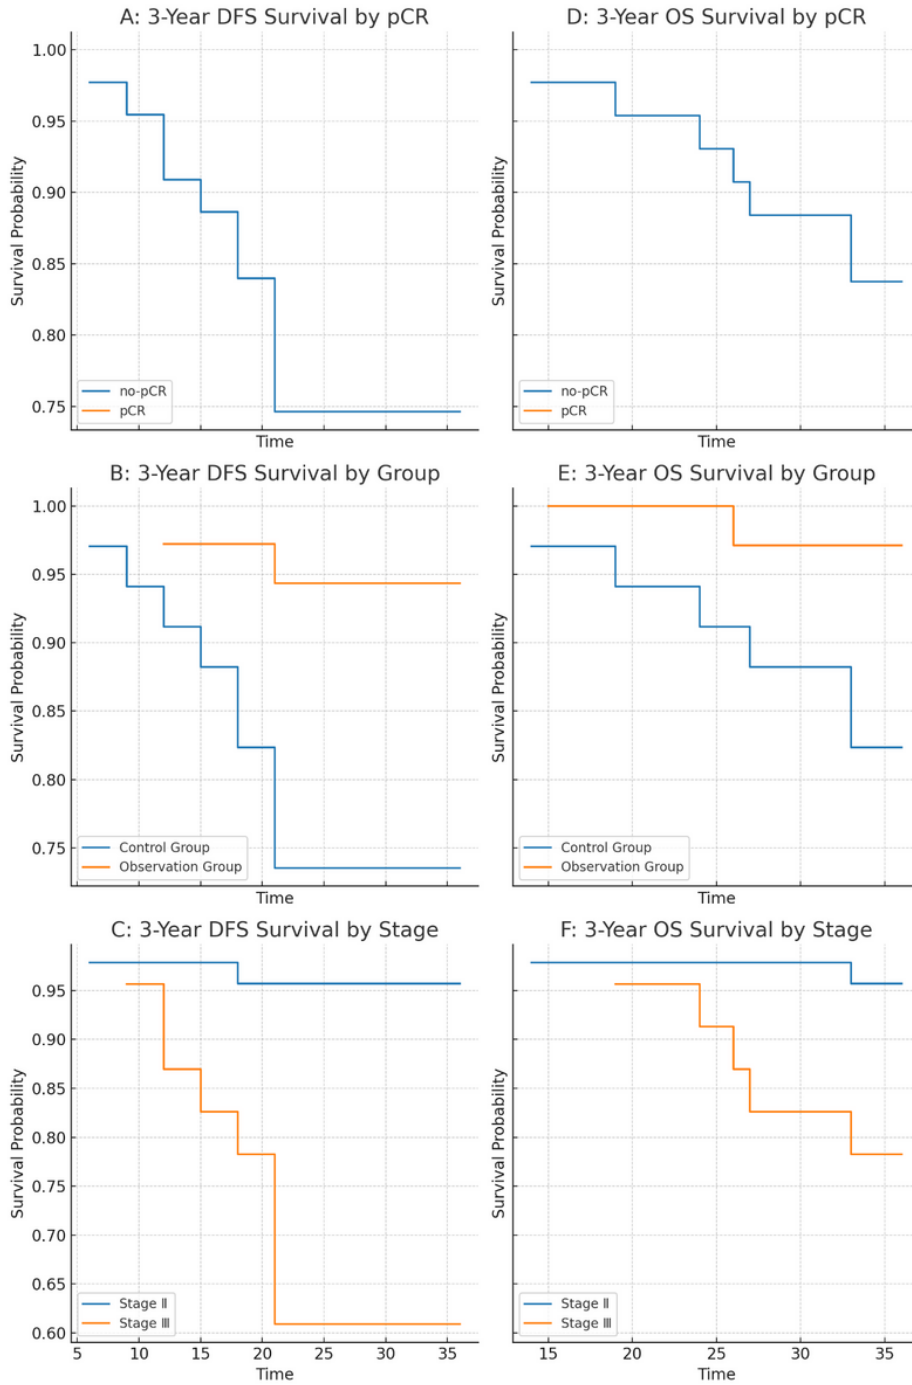 A: 3-Year DFS Survival by pCR
1.00
0.95
0.90
0.85
0.80
0.75
Survival Probability
no-pCR
pCR
Time
D: 3-Year OS Survival by pCR
Survival Probability
no-pCR
pCR
Time
B: 3-Year DFS Survival by Group
1.00
0.95
0.90
0.85
0.80
0.75
Survival Probability
Control Group
Observation Group
Time
E: 3-Year OS Survival by Group
Survival Probability
Control Group
Observation Group
Time
C: 3-Year DFS Survival by Stage
0.95
0.90
0.85
0.80
0.75
0.70
0.65
0.60
Survival Probability
Stage Ⅱ
Stage Ⅲ
5 10 15 20 25 30 35
Time
F: 3-Year OS Survival by Stage
Survival Probability
Stage Ⅱ
Stage Ⅲ
15 20 25 30 35
Time